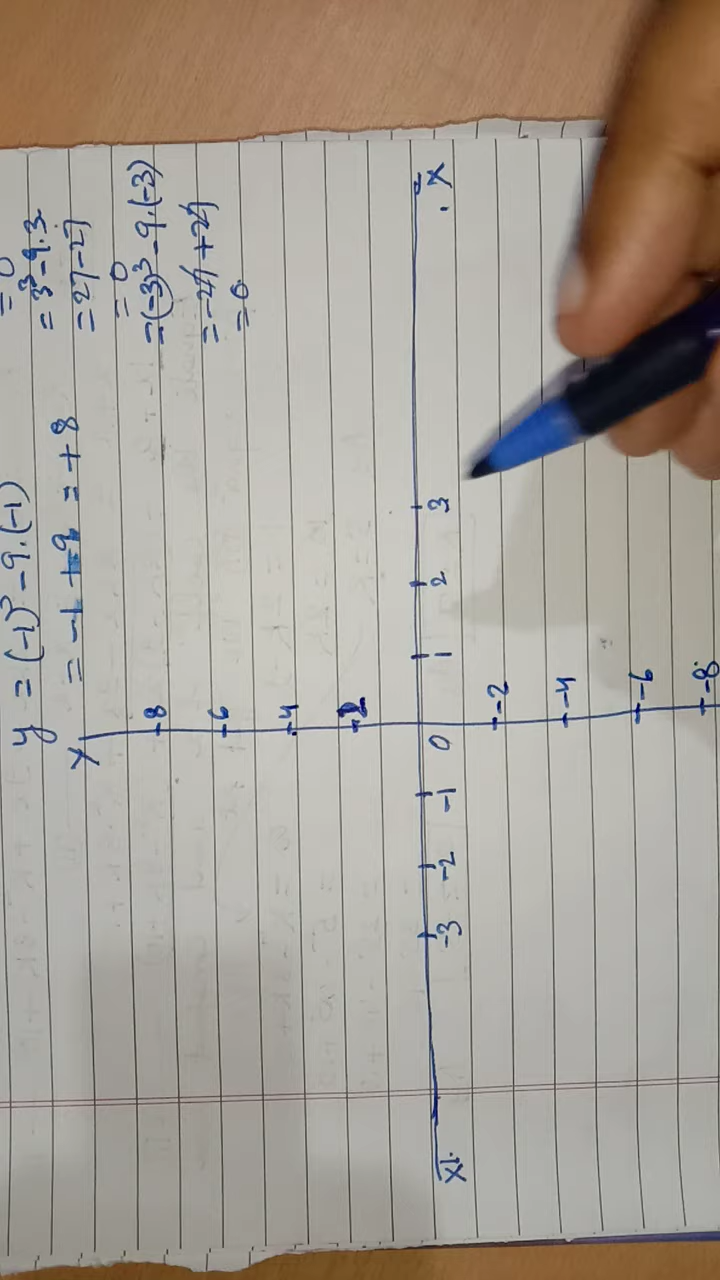 y = (-1)³ - 9.(-1)
= -1 + 9 = +8
= 0
= 3³ - 9.3
= 27 - 27
= 0
= (-3)³ - 9.(-3)
= -27 + 27
= 0
Y
8
6
4
2
X|
-3
-2
-1
0
1
2
3
X
-2
-4
-6
-8